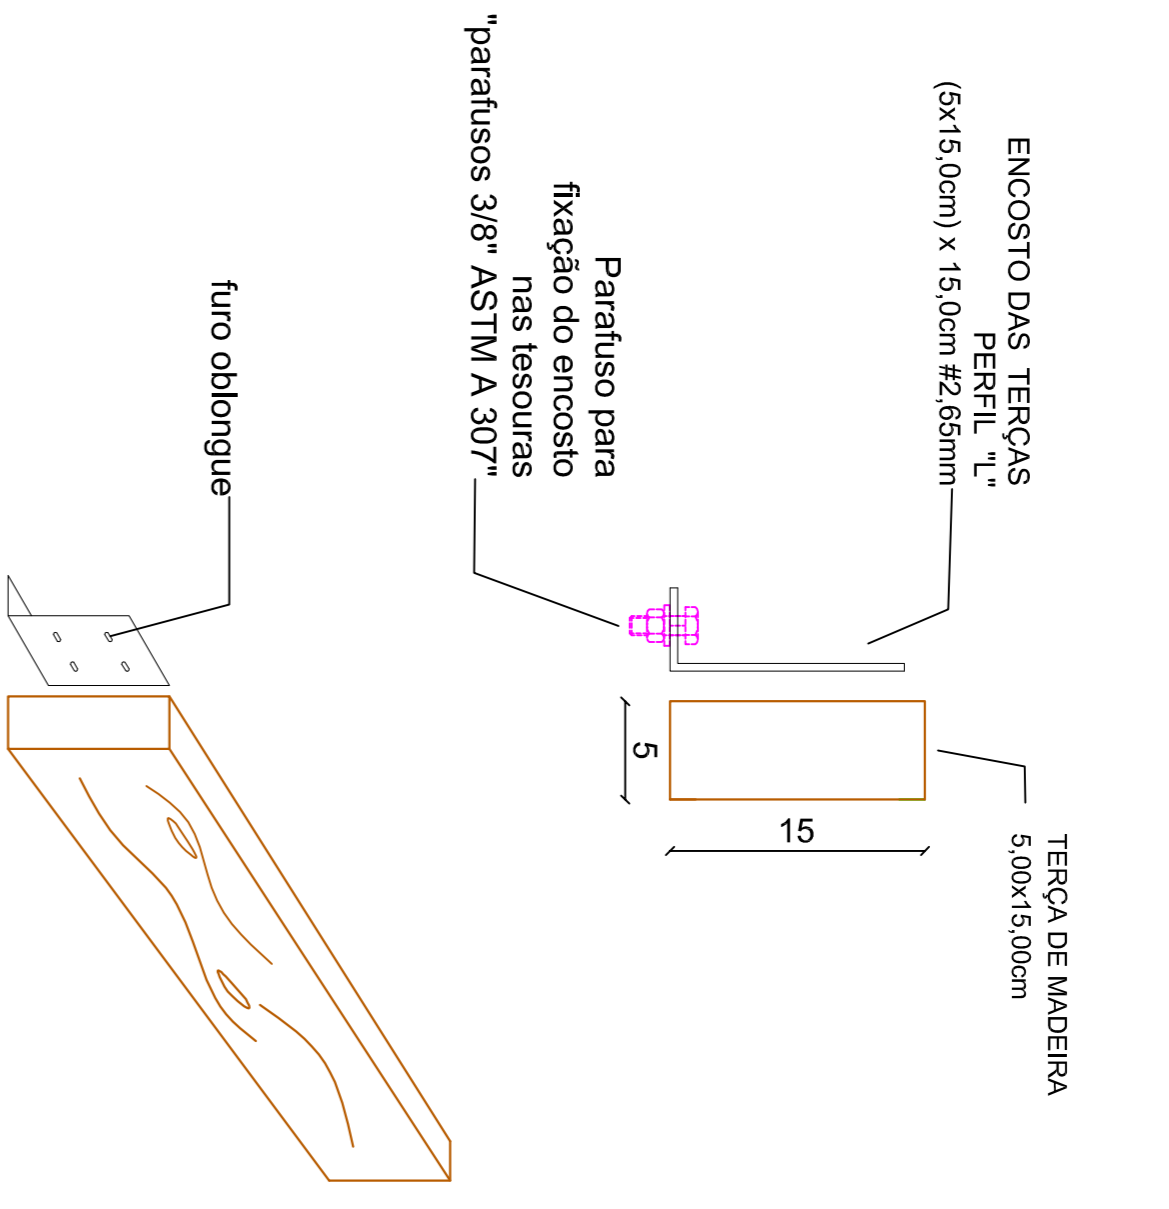 ENCOSTO DAS TERÇAS
PERFIL "L"
(5x15,0cm) x 15,0cm #2,65mm
TERÇA DE MADEIRA
5,00x15,00cm
Parafuso para
fixação do encosto
nas tesouras
"parafusos 3/8" ASTM A 307"
5
15
furo oblongue